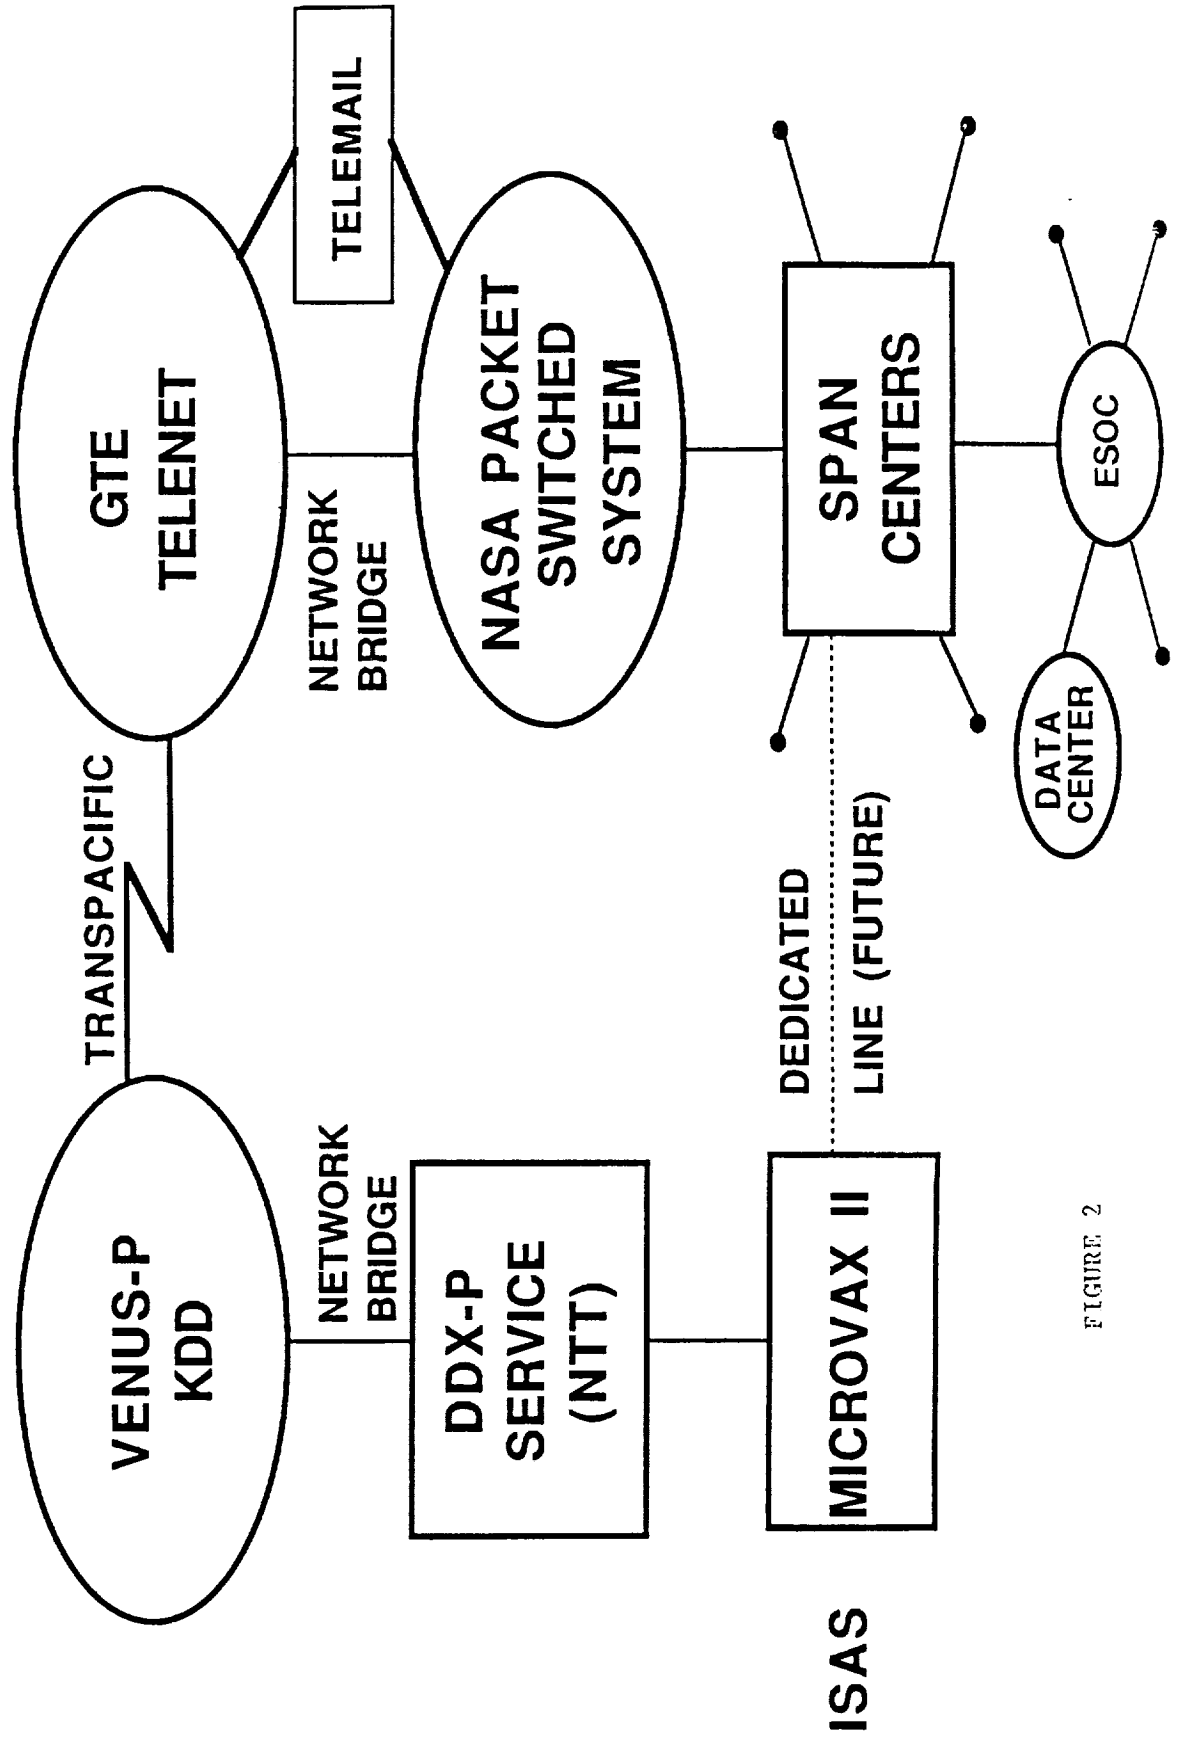 VENUS-P
KDD
TRANSPACIFIC
GTE
TELENET
NETWORK
BRIDGE
NETWORK
BRIDGE
TELEMAIL
DDX-P
SERVICE
(NTT)
NASA PACKET
SWITCHED
SYSTEM
ISAS
MICROVAX II
DEDICATED
LINE (FUTURE)
SPAN
CENTERS
DATA
CENTER
ESOC
FIGURE 2